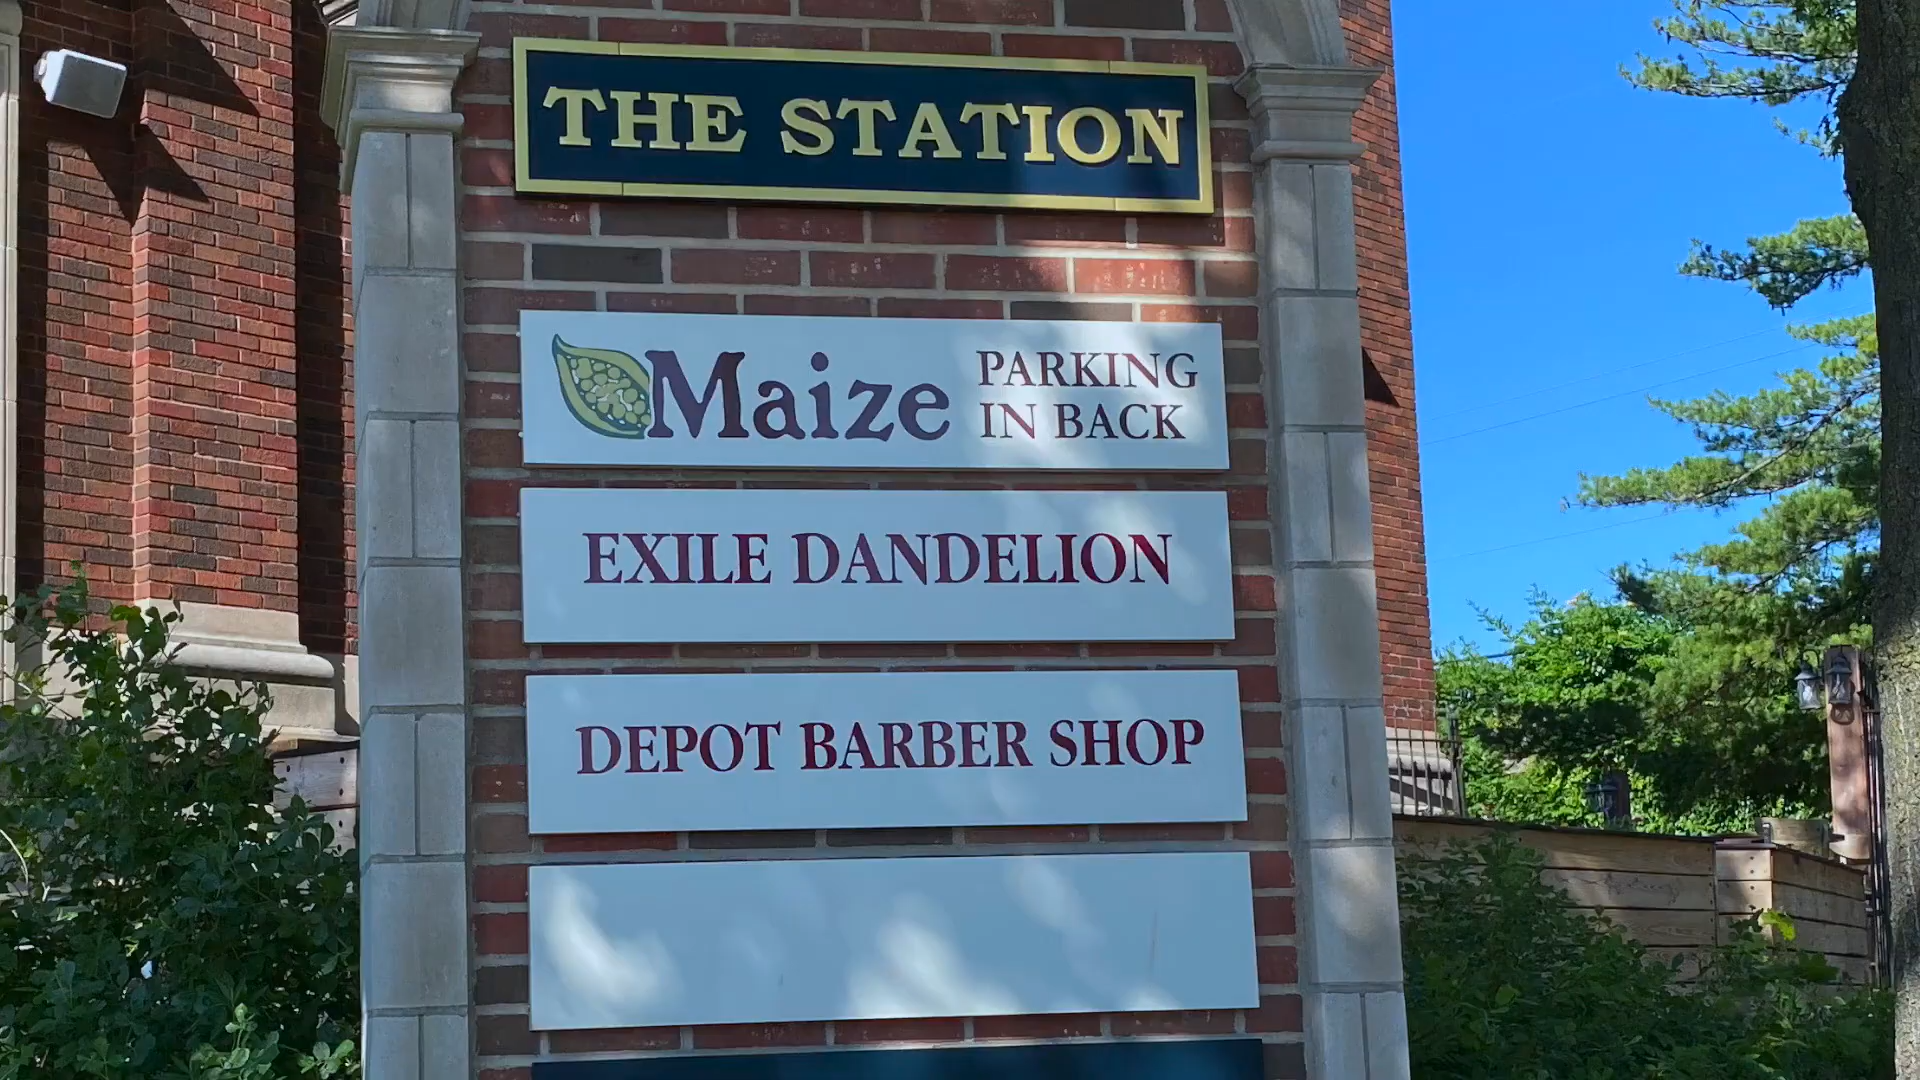 THE STATION
Maize
PARKING
IN BACK
EXILE DANDELION
DEPOT BARBER SHOP